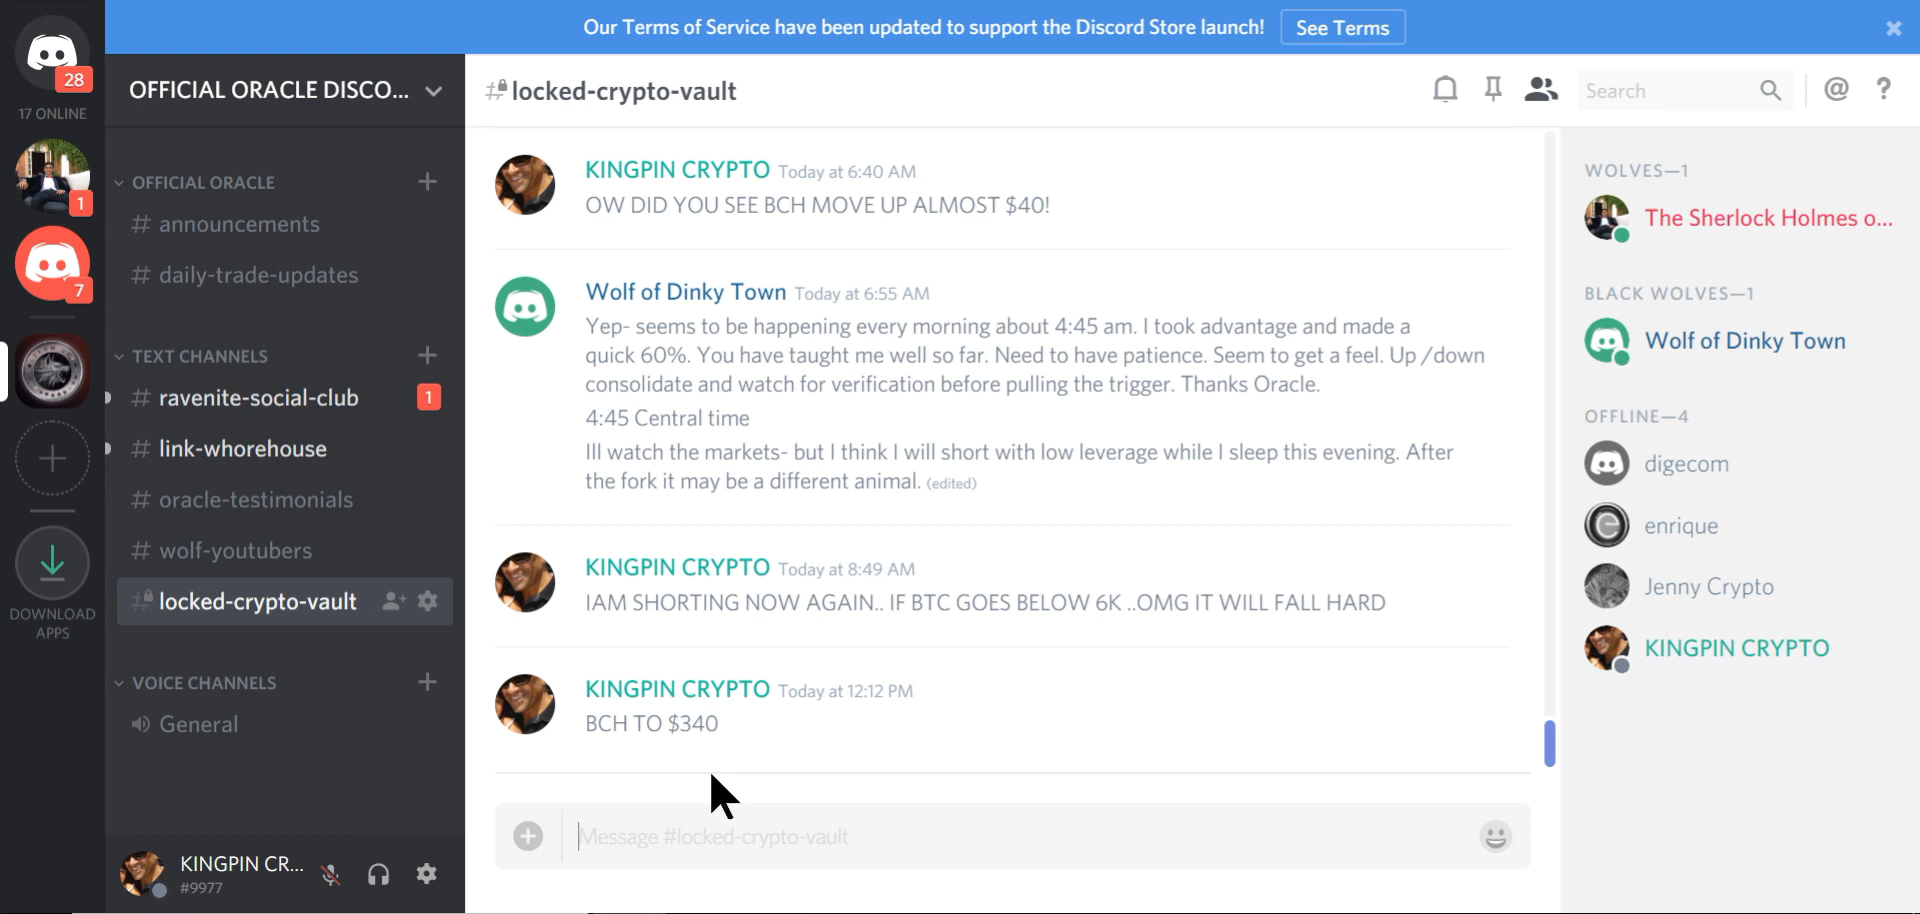 Our Terms of Service have been updated to support the Discord Store launch! See Terms
28
17 ONLINE
1
7
DOWNLOAD
APPS
OFFICIAL ORACLE DISCO...
OFFICIAL ORACLE
# announcements
# daily-trade-updates
TEXT CHANNELS
# ravenite-social-club 1
# link-whorehouse
# oracle-testimonials
# wolf-youtubers
# locked-crypto-vault
VOICE CHANNELS
General
KINGPIN CR...
#9977
# locked-crypto-vault
Search
@ ?
KINGPIN CRYPTO Today at 6:40 AM
OW DID YOU SEE BCH MOVE UP ALMOST $40!
Wolf of Dinky Town Today at 6:55 AM
Yep- seems to be happening every morning about 4:45 am. I took advantage and made a
quick 60%. You have taught me well so far. Need to have patience. Seem to get a feel. Up /down
consolidate and watch for verification before pulling the trigger. Thanks Oracle.
4:45 Central time
Ill watch the markets- but I think I will short with low leverage while I sleep this evening. After
the fork it may be a different animal. (edited)
KINGPIN CRYPTO Today at 8:49 AM
IAM SHORTING NOW AGAIN.. IF BTC GOES BELOW 6K ..OMG IT WILL FALL HARD
KINGPIN CRYPTO Today at 12:12 PM
BCH TO $340
Message #locked-crypto-vault
WOLVES—1
The Sherlock Holmes o...
BLACK WOLVES—1
Wolf of Dinky Town
OFFLINE—4
digecom
enrique
Jenny Crypto
KINGPIN CRYPTO